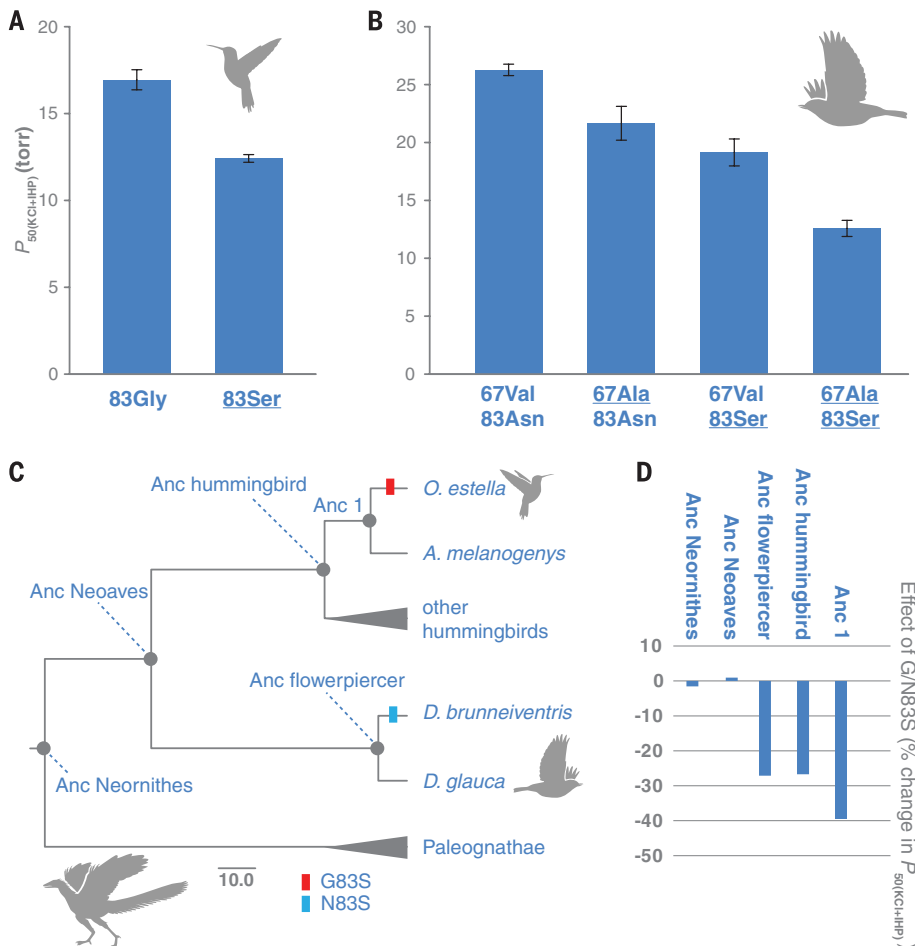 A
P50(KCl+IHP) (torr)
20
15
10
5
0
83Gly
83Ser
B
30
25
20
15
10
5
0
67Val
83Asn
67Ala
83Asn
67Val
83Ser
67Ala
83Ser
C
Anc hummingbird
Anc 1
O. estella
A. melanogenys
Anc Neoaves
other
hummingbirds
Anc flowerpiercer
D. brunneiventris
D. glauca
Anc Neornithes
Paleognathae
10.0
G83S
N83S
D
Anc Neornithes
Anc Neoaves
Anc flowerpiercer
Anc hummingbird
Anc 1
10
0
-10
-20
-30
-40
-50
Effect of G/N83S (% change in P50(KCl+IHP)